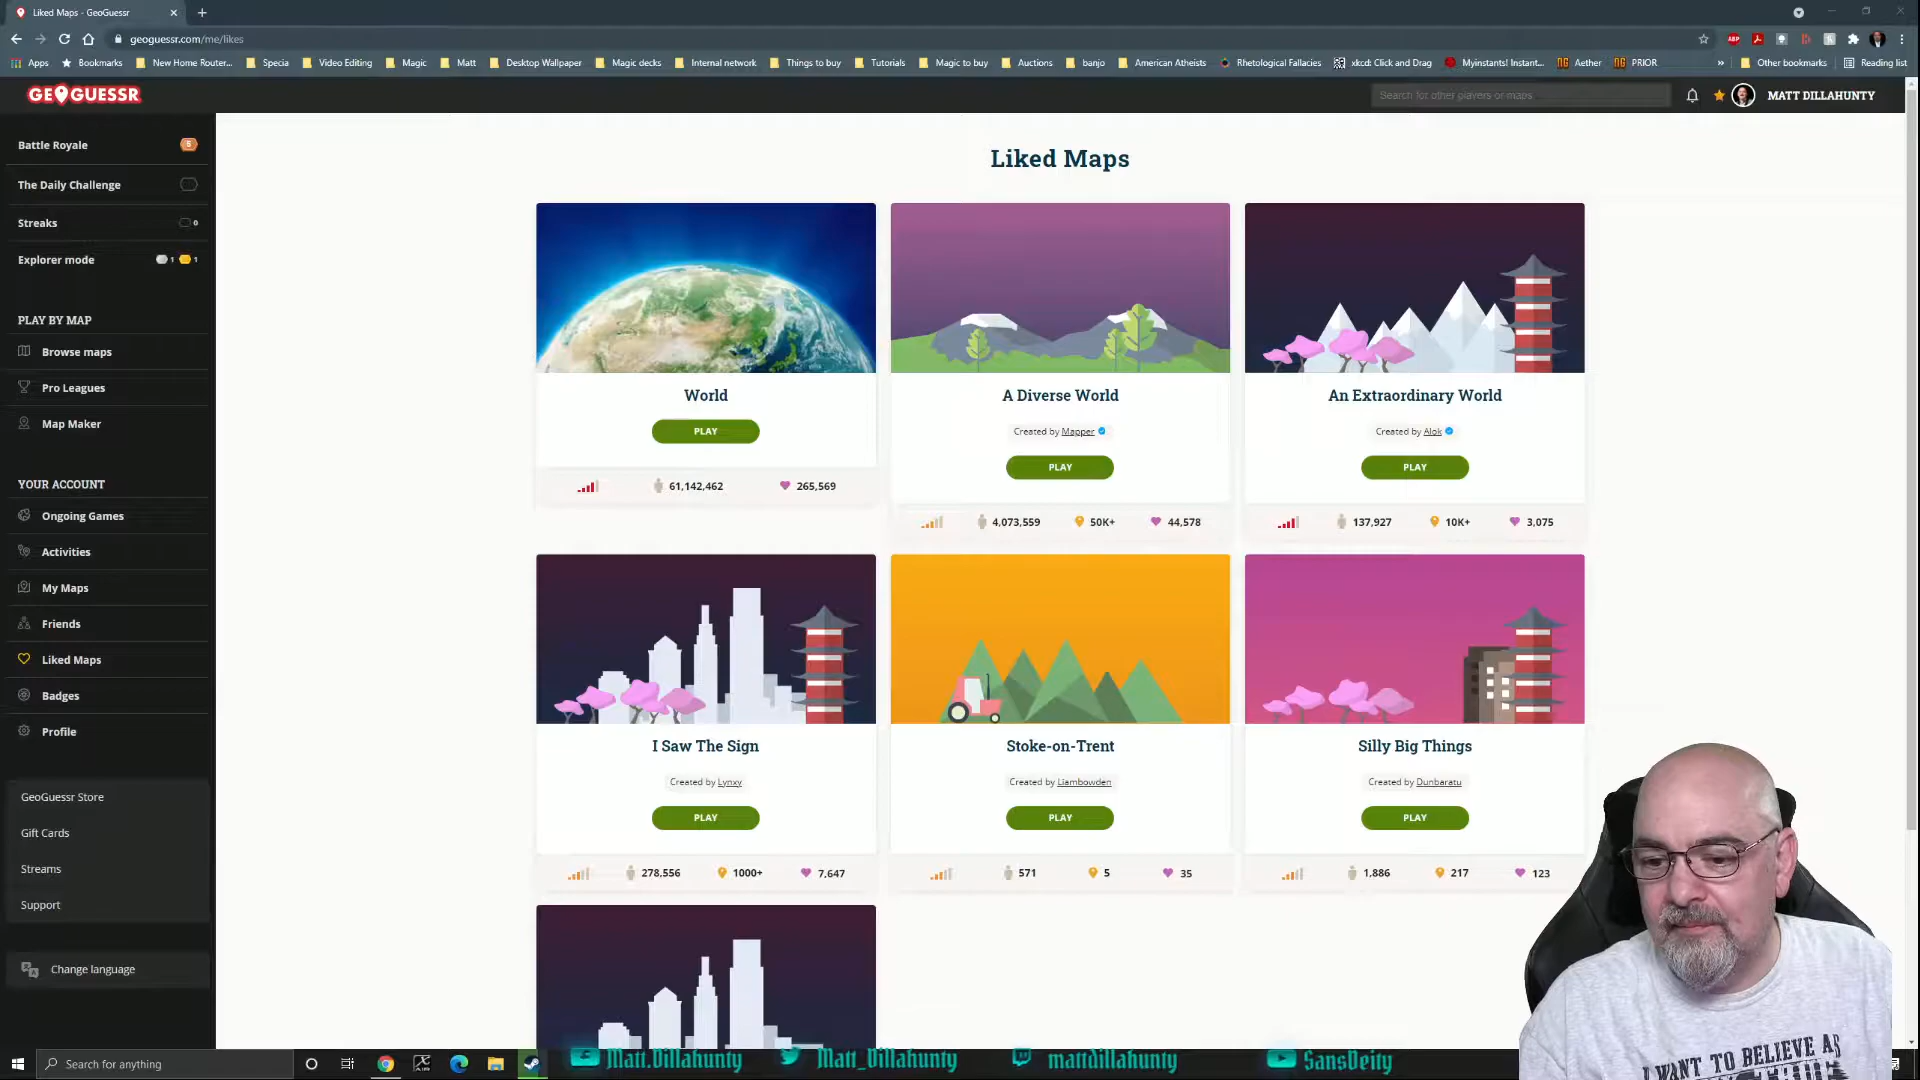 Liked Maps - GeoGuessr
geoguessr.com/me/likes
Apps Bookmarks New Home Router... Specia Video Editing Magic Matt Desktop Wallpaper Magic decks Internal network Things to buy Tutorials Magic to buy Auctions banjo American Atheists Rhetological Fallacies xkcd: Click and Drag Myinstants! Instant... Aether PRIOR » Other bookmarks Reading list
GEOGUESSR
Search for other players or maps
MATT DILLAHUNTY
Battle Royale
The Daily Challenge
Streaks 0
Explorer mode 1 1
PLAY BY MAP
Browse maps
Pro Leagues
Map Maker
YOUR ACCOUNT
Ongoing Games
Activities
My Maps
Friends
Liked Maps
Badges
Profile
GeoGuessr Store
Gift Cards
Streams
Support
Change language
Liked Maps
World
PLAY
61,142,462 265,569
A Diverse World
Created by Mapper
PLAY
4,073,559 50K+ 44,578
An Extraordinary World
Created by Alok
PLAY
137,927 10K+ 3,075
I Saw The Sign
Created by Lynxy
PLAY
278,556 1000+ 7,647
Stoke-on-Trent
Created by Liambowden
PLAY
571 5 35
Silly Big Things
Created by Dunbaratu
PLAY
1,886 217 123
I WANT TO BELIEVE AS
Search for anything
Matt.Dillahunty Matt_Dillahunty mattdillahunty SansDeity